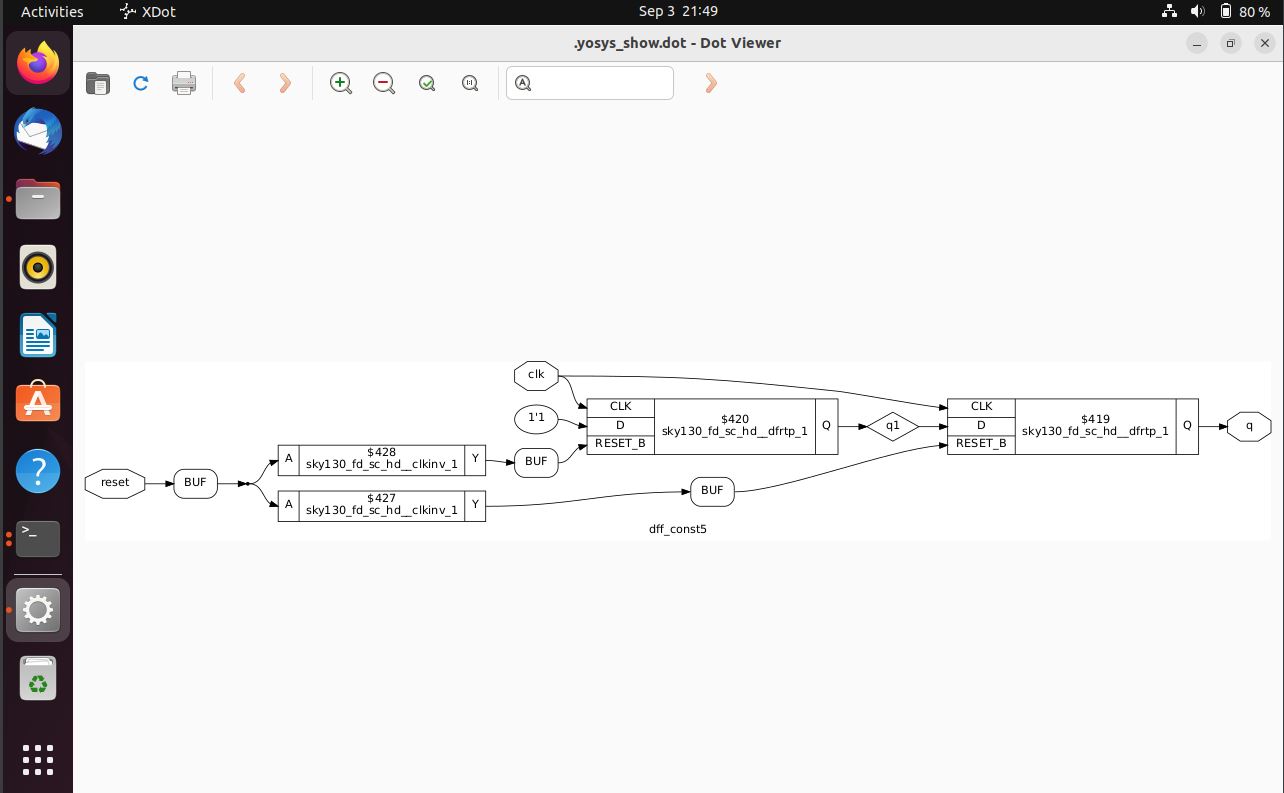 Activities
XDot
Sep 3 21:49
80 %
.yosys_show.dot - Dot Viewer
clk
1'1
CLK
D
RESET_B
$420
sky130_fd_sc_hd__dfrtp_1
Q
q1
CLK
D
RESET_B
$419
sky130_fd_sc_hd__dfrtp_1
Q
q
reset
BUF
A
$428
sky130_fd_sc_hd__clkinv_1
Y
BUF
A
$427
sky130_fd_sc_hd__clkinv_1
Y
BUF
dff_const5